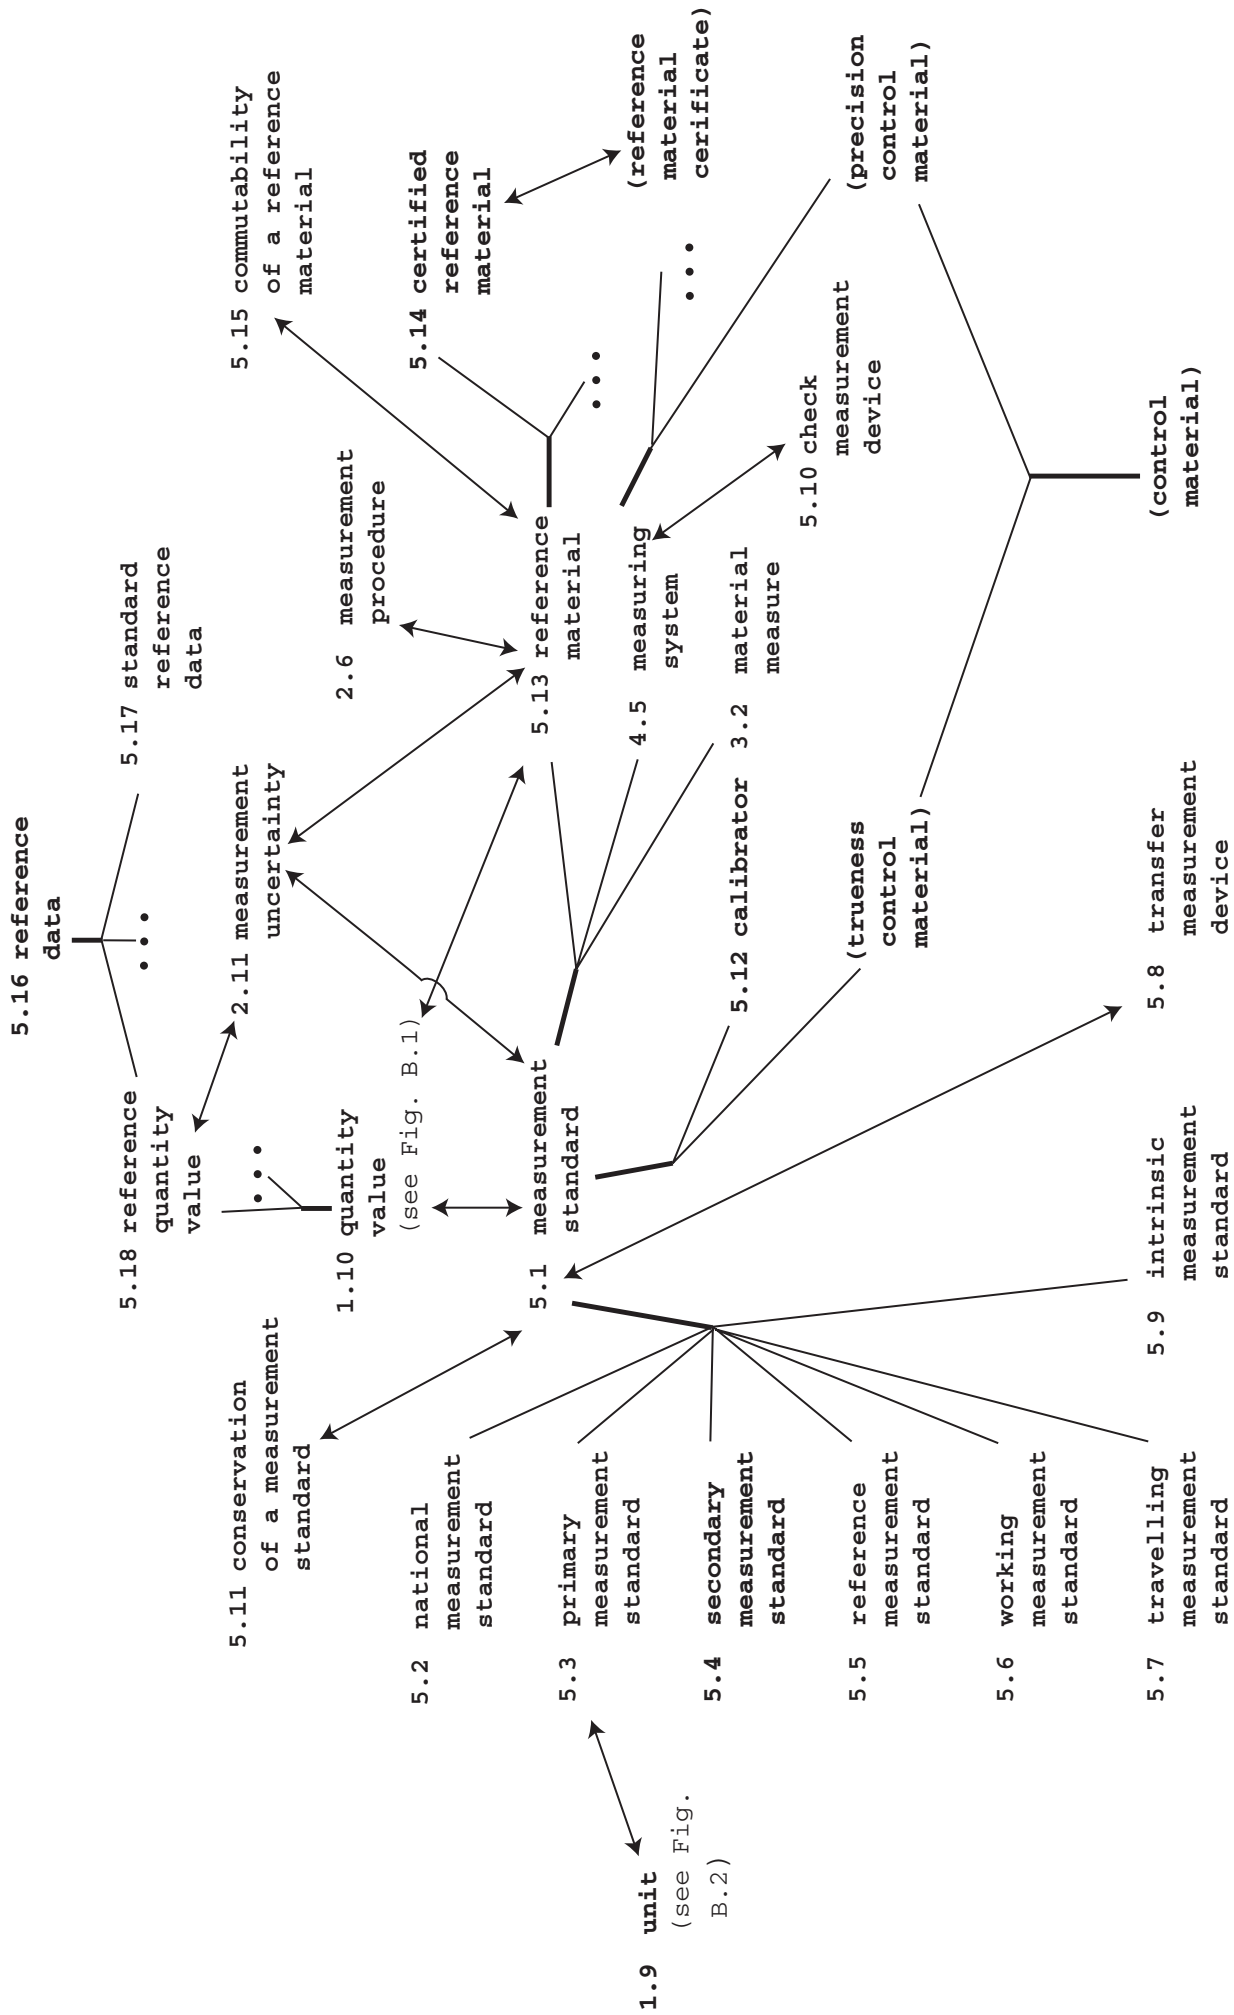 5.16 reference
data
5.18 reference
quantity
value
5.17 standard
reference
data
5.11 conservation
of a measurement
standard
2.11 measurement
uncertainty
5.15 commutability
of a reference
material
1.10 quantity
value
(see Fig. B.1)
2.6 measurement
procedure
5.2 national
measurement
standard
5.14 certified
reference
material
5.1 measurement
standard
5.13 reference
material
5.3 primary
measurement
standard
1.9 unit
(see Fig.
B.2)
4.5 measuring
system
(reference
material
cerificate)
5.4 secondary
measurement
standard
5.12 calibrator
3.2 material
measure
5.10 check
measurement
device
5.5 reference
measurement
standard
(trueness
control
material)
(precision
control
material)
5.6 working
measurement
standard
5.7 travelling
measurement
standard
5.9 intrinsic
measurement
standard
5.8 transfer
measurement
device
(control
material)